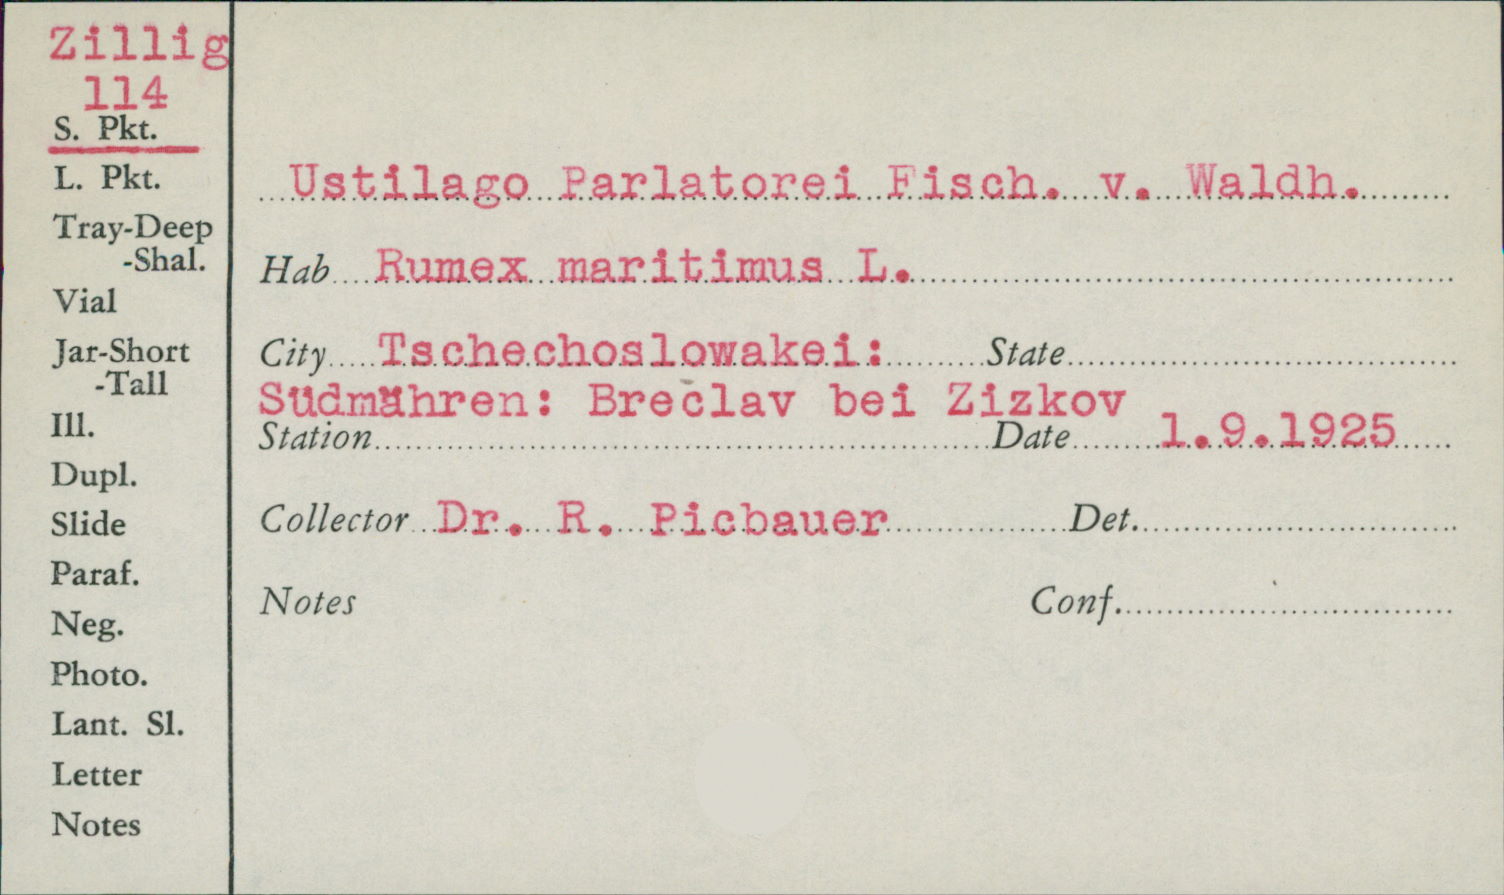 Zillig
114
S. Pkt.
L. Pkt.
Tray-Deep
-Shal.
Vial
Jar-Short
-Tall
Ill.
Dupl.
Slide
Paraf.
Neg.
Photo.
Lant. Sl.
Letter
Notes
Ustilago Parlatorei Fisch. v. Waldh.
Hab Rumex maritimus L.
City Tschechoslowakei: State
Südmähren: Breclav bei Zizkov
Station Date 1.9.1925
Collector Dr. R. Picbauer Det.
Notes Conf.